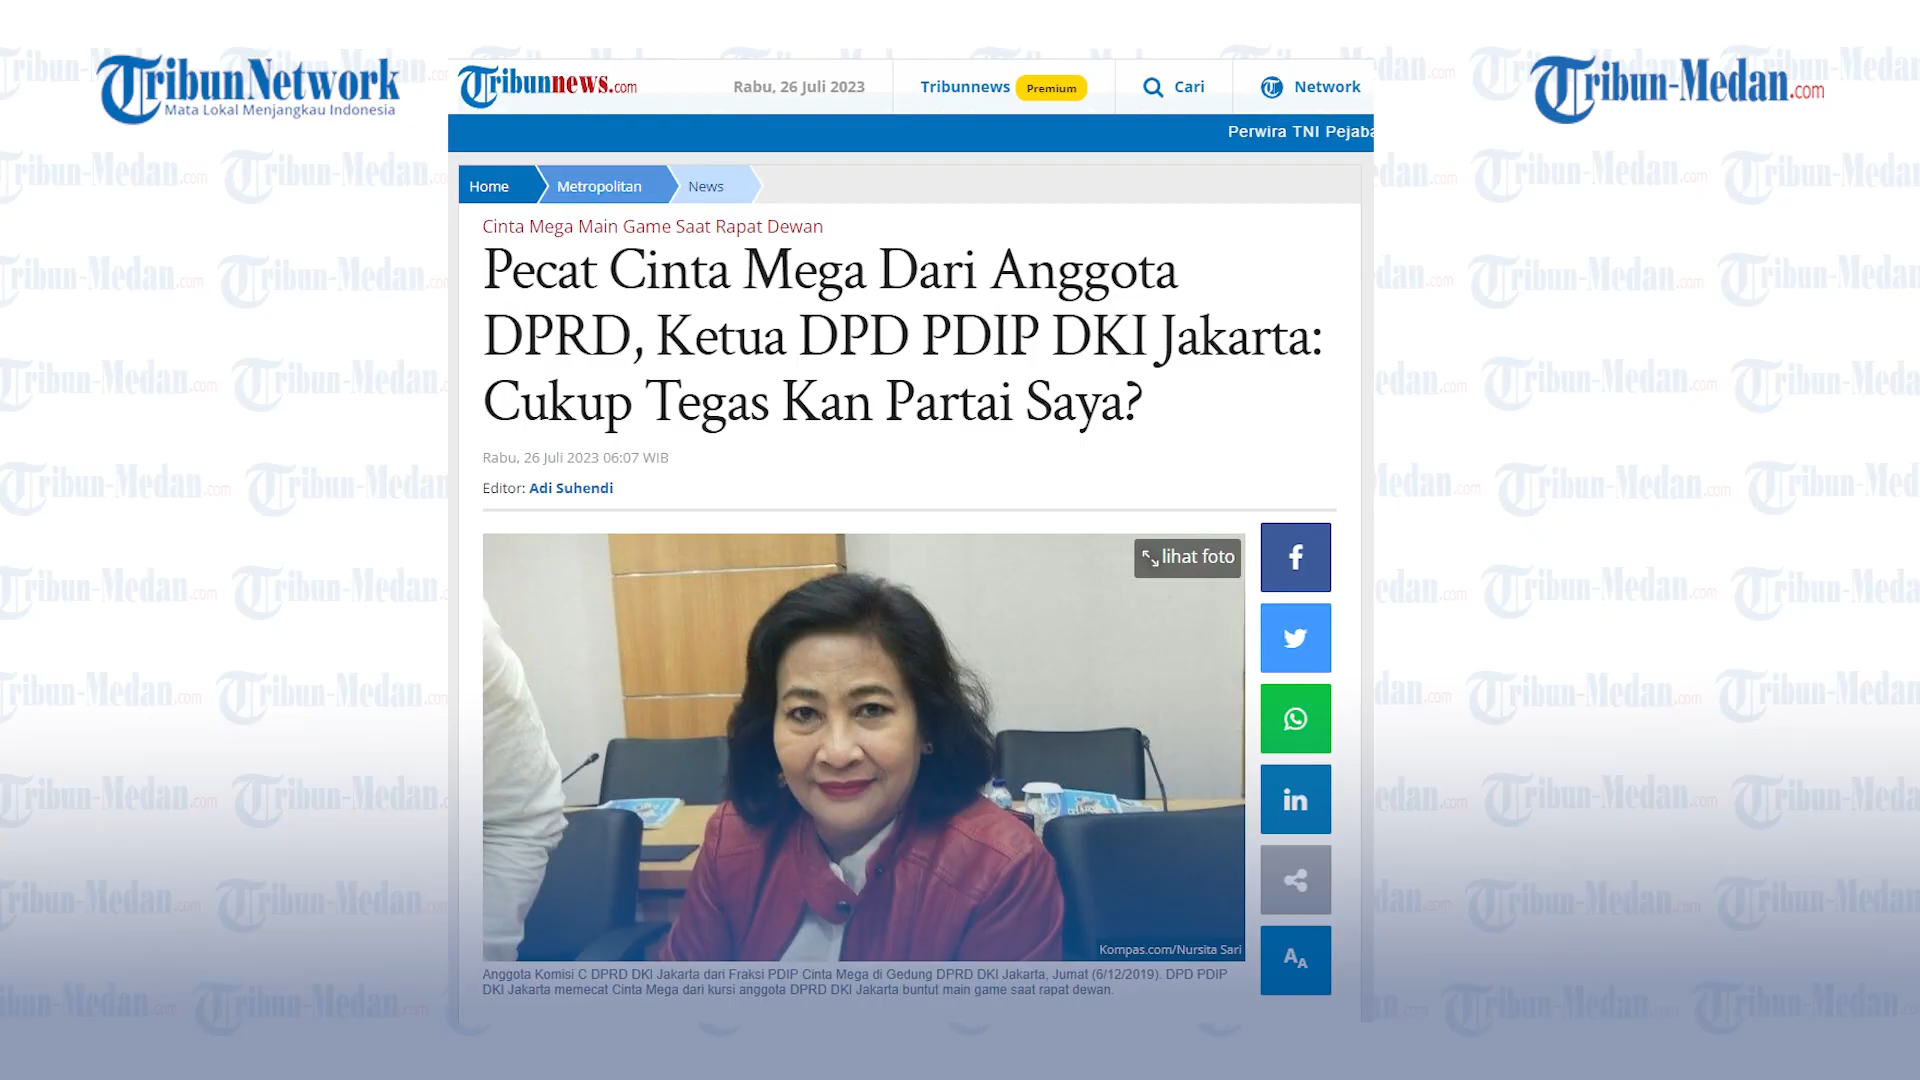 TribunNetwork
Mata Lokal Menjangkau Indonesia
Tribunnews.com
Rabu, 26 Juli 2023
Tribunnews Premium
Cari
Network
Tribun-Medan.com
Perwira TNI Pejaba
Home
Metropolitan
News
Cinta Mega Main Game Saat Rapat Dewan
Pecat Cinta Mega Dari Anggota
DPRD, Ketua DPD PDIP DKI Jakarta:
Cukup Tegas Kan Partai Saya?
Rabu, 26 Juli 2023 06:07 WIB
Editor: Adi Suhendi
lihat foto
Kompas.com/Nursita Sari
Anggota Komisi C DPRD DKI Jakarta dari Fraksi PDIP Cinta Mega di Gedung DPRD DKI Jakarta, Jumat (6/12/2019). DPD PDIP
DKI Jakarta memecat Cinta Mega dari kursi anggota DPRD DKI Jakarta buntut main game saat rapat dewan.